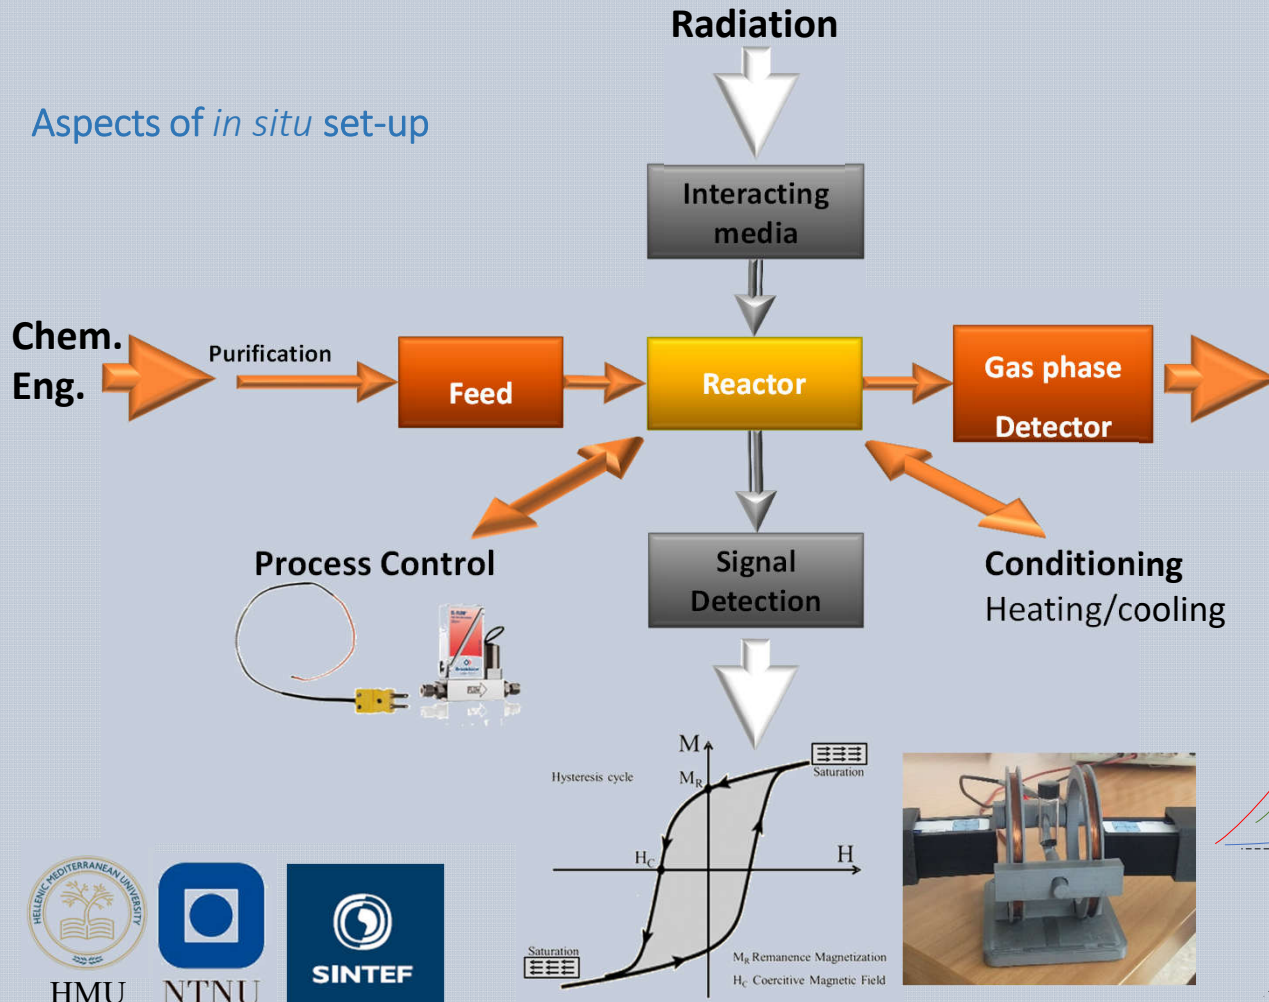 Radiation
Aspects of in situ set-up
Interacting
media
Chem.
Eng.
Purification
Feed
Reactor
Gas phase
Detector
Process Control
Signal
Detection
Conditioning
Heating/cooling
M
Hysteresis cycle
MR
Saturation
HC
H
Saturation
MR Remanence Magnetization
HC Coercitive Magnetic Field
HELLENIC MEDITERRANEAN UNIVERSITY
HMU
NTNU
SINTEF